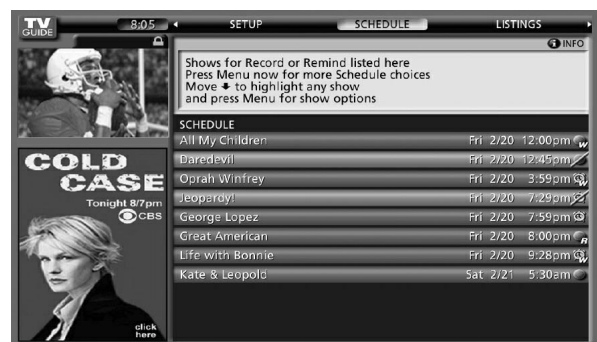 TV
GUIDE
8:05
SETUP
SCHEDULE
LISTINGS
INFO
Shows for Record or Remind listed here
Press Menu now for more Schedule choices
Move to highlight any show
and press Menu for show options
SCHEDULE
All My Children Fri 2/20 12:00pm W
Daredevil Fri 2/20 12:45pm
Oprah Winfrey Fri 2/20 3:59pm W
Jeopardy! Fri 2/20 7:29pm
George Lopez Fri 2/20 7:59pm
Great American Fri 2/20 8:00pm R
Life with Bonnie Fri 2/20 9:28pm W
Kate & Leopold Sat 2/21 5:30am
COLD
CASE
Tonight 8/7pm
CBS
click
here